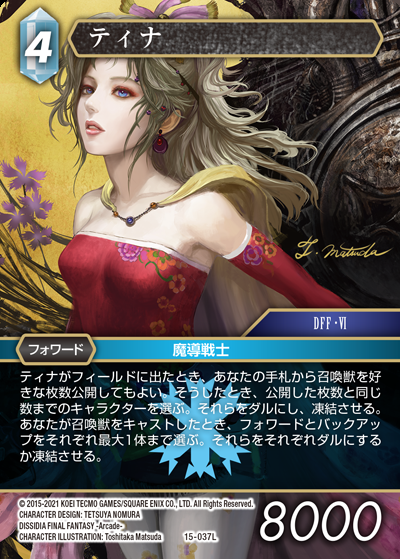 4
ティナ
T. Matsuda
DFF・VI
フォワード
魔導戦士
ティナがフィールドに出たとき、あなたの手札から召喚獣を好
きな枚数公開してもよい。そうしたとき、公開した枚数と同じ
数までのキャラクターを選ぶ。それらをダルにし、凍結させる。
あなたが召喚獣をキャストしたとき、フォワードとバックアッ
プをそれぞれ最大1体まで選ぶ。それらをそれぞれダルにする
か凍結させる。
© 2015-2021 KOEI TECMO GAMES/SQUARE ENIX CO., LTD. All Rights Reserved.
CHARACTER DESIGN: TETSUYA NOMURA
DISSIDIA FINAL FANTASY -Arcade-
CHARACTER ILLUSTRATION: Toshitaka Matsuda
15-037L
8000